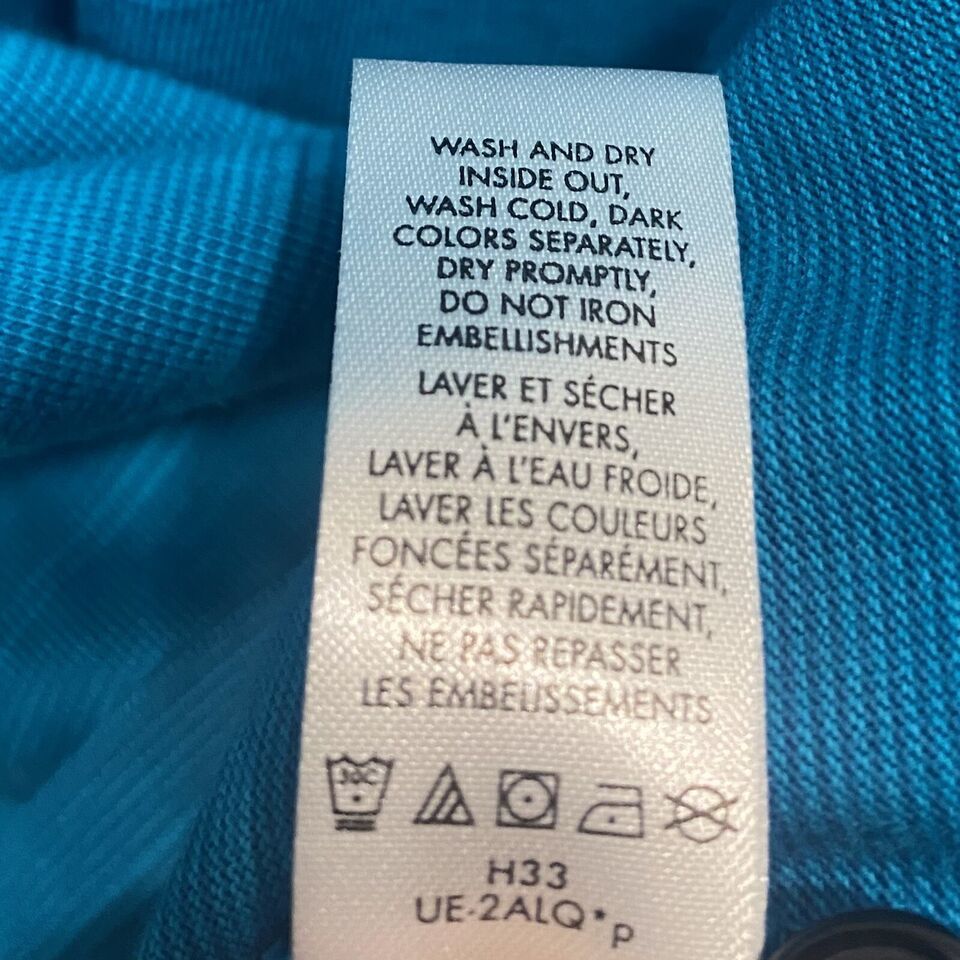 WASH AND DRY
INSIDE OUT,
WASH COLD, DARK
COLORS SEPARATELY,
DRY PROMPTLY,
DO NOT IRON
EMBELLISHMENTS
LAVER ET SÉCHER
À L'ENVERS,
LAVER À L'EAU FROIDE,
LAVER LES COULEURS
FONCÉES SÉPARÉMENT,
SÉCHER RAPIDEMENT,
NE PAS REPASSER
LES EMBELISSEMENTS
30C
H33
UE-2ALQ*P